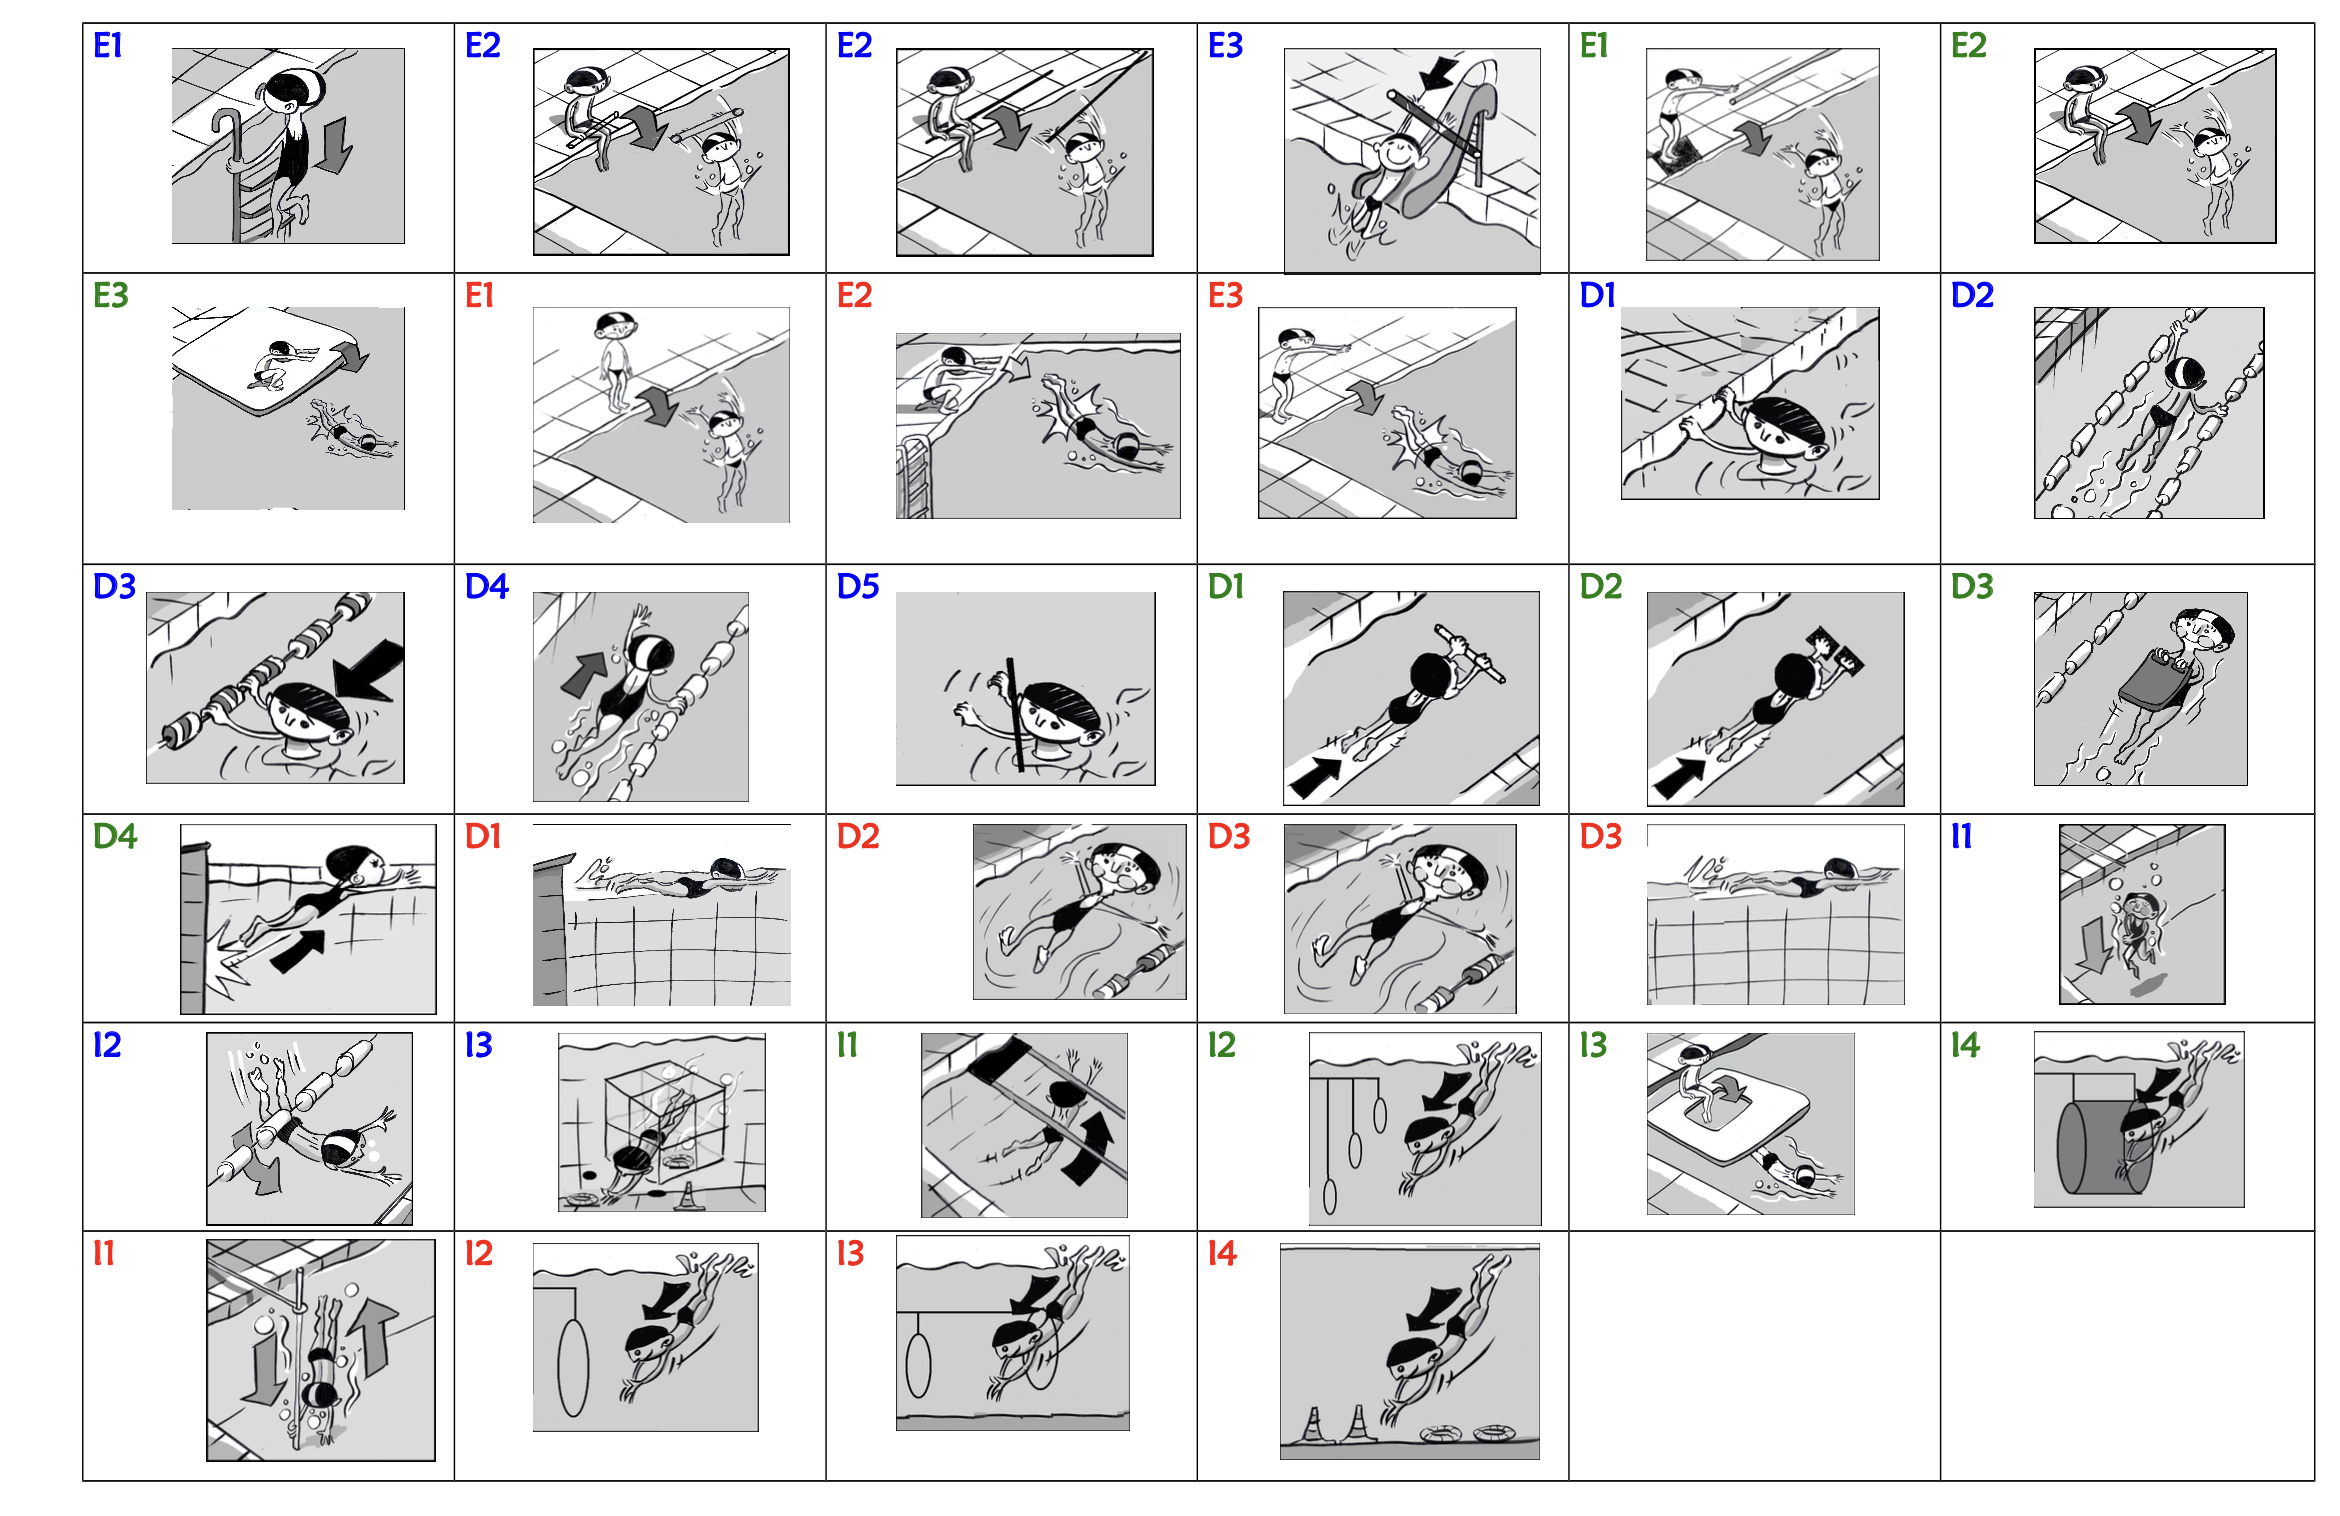 E1 E2 E2 E3 E1 E2
E3 E1 E2 E3 D1 D2
D3 D4 D5 D1 D2 D3
D4 D1 D2 D3 D3 I1
I2 I3 I1 I2 I3 I4
I1 I2 I3 I4